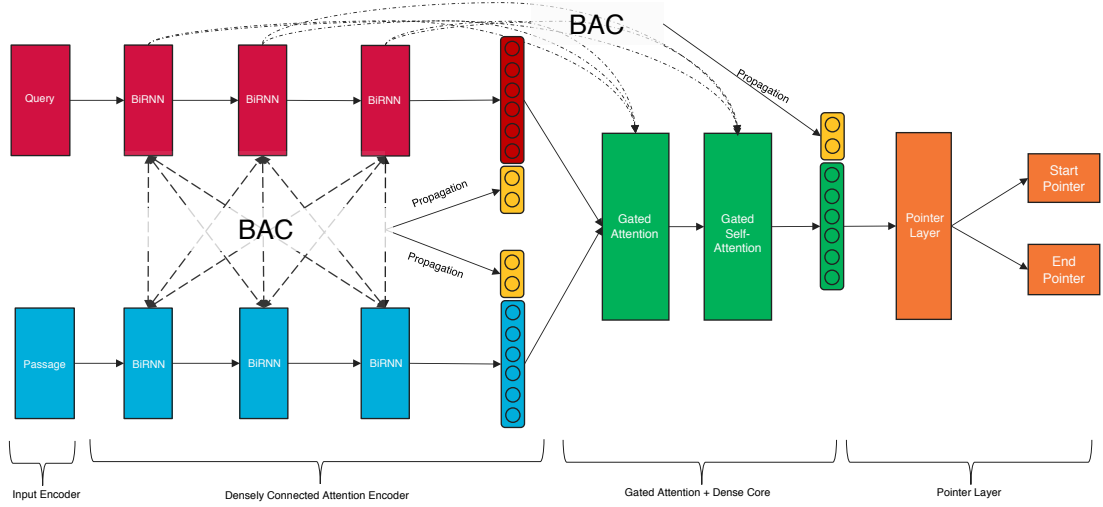 BAC
Propagation
Query
BiRNN
BiRNN
BiRNN
Propagation
BAC
Propagation
Gated
Attention
Gated
Self-
Attention
Pointer
Layer
Start
Pointer
End
Pointer
Passage
BiRNN
BiRNN
BiRNN
Input Encoder
Densely Connected Attention Encoder
Gated Attention + Dense Core
Pointer Layer